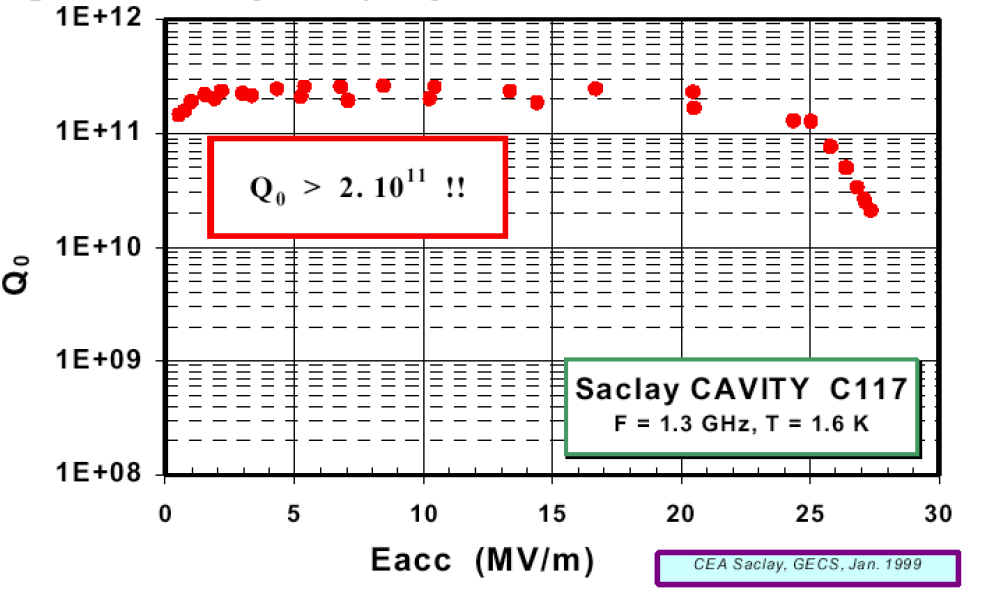 1E+12
1E+11
Q₀ > 2. 10¹¹ !!
1E+10
Q₀
1E+09
Saclay CAVITY C117
F = 1.3 GHz, T = 1.6 K
1E+08
0 5 10 15 20 25 30
Eacc (MV/m)
CEA Saclay, GECS, Jan. 1999